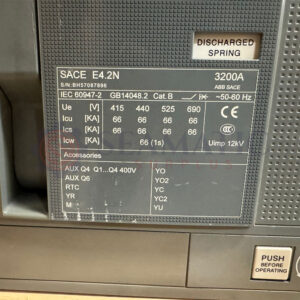 DISCHARGED
SPRING
SACE E4.2N 3200A
ABB SACE
IEC 60947-2 GB14048.2 Cat.B ~50-60 Hz
Ue [V] 415 440 525 690
Icu [KA] 66 66 66 66
Ics [KA] 66 66 66 66
Icw [KA] 66 (1s) Uimp 12kV
CE
CCC
Accessories
AUX Q4 Q1...Q4 400V YO
AUX Q6 YO2
RTC YC
YR YC2
M YU
PUSH
BEFORE
OPERATING